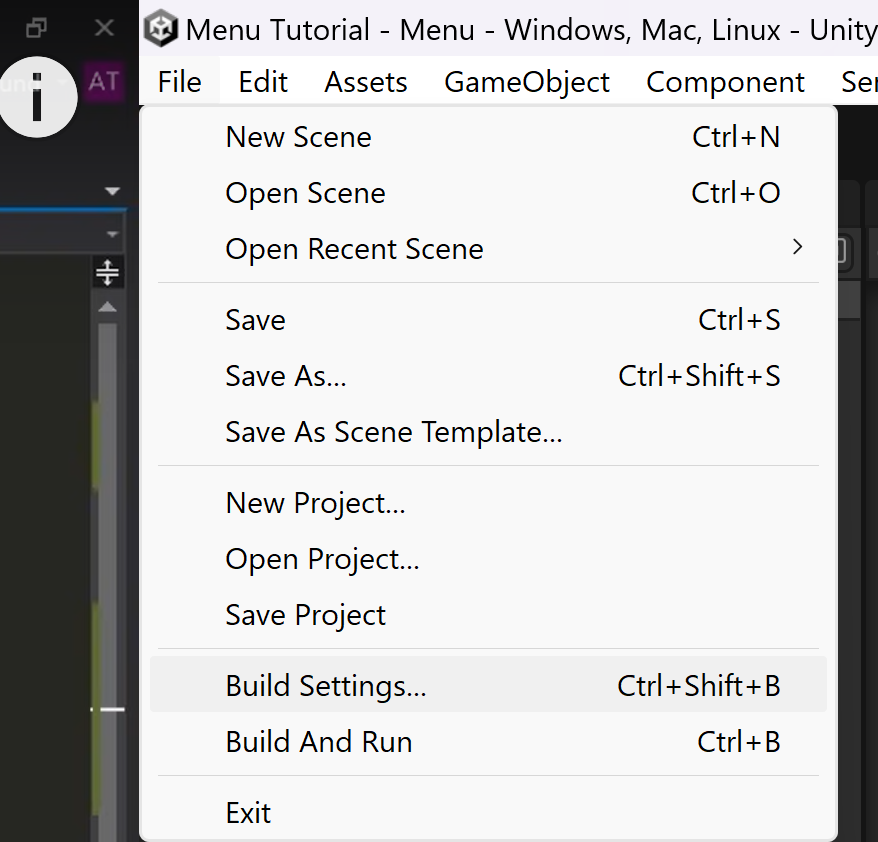 Menu Tutorial - Menu - Windows, Mac, Linux - Unity
AT
File Edit Assets GameObject Component
New Scene Ctrl+N
Open Scene Ctrl+O
Open Recent Scene
Save Ctrl+S
Save As... Ctrl+Shift+S
Save As Scene Template...
New Project...
Open Project...
Save Project
Build Settings... Ctrl+Shift+B
Build And Run Ctrl+B
Exit